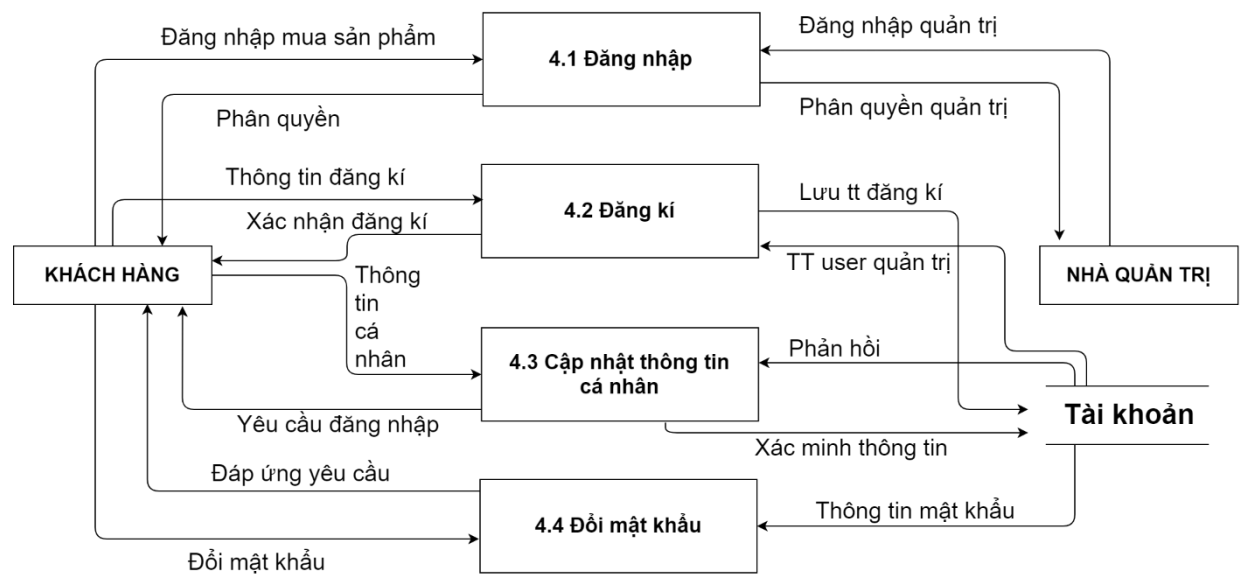 Đăng nhập mua sản phẩm
4.1 Đăng nhập
Đăng nhập quản trị
Phân quyền
Phân quyền quản trị
Thông tin đăng kí
4.2 Đăng kí
Lưu tt đăng kí
Xác nhận đăng kí
TT user quản trị
KHÁCH HÀNG
NHÀ QUẢN TRỊ
Thông
tin
cá
nhân
4.3 Cập nhật thông tin
cá nhân
Phản hồi
Tài khoản
Yêu cầu đăng nhập
Xác minh thông tin
Đáp ứng yêu cầu
4.4 Đổi mật khẩu
Thông tin mật khẩu
Đổi mật khẩu